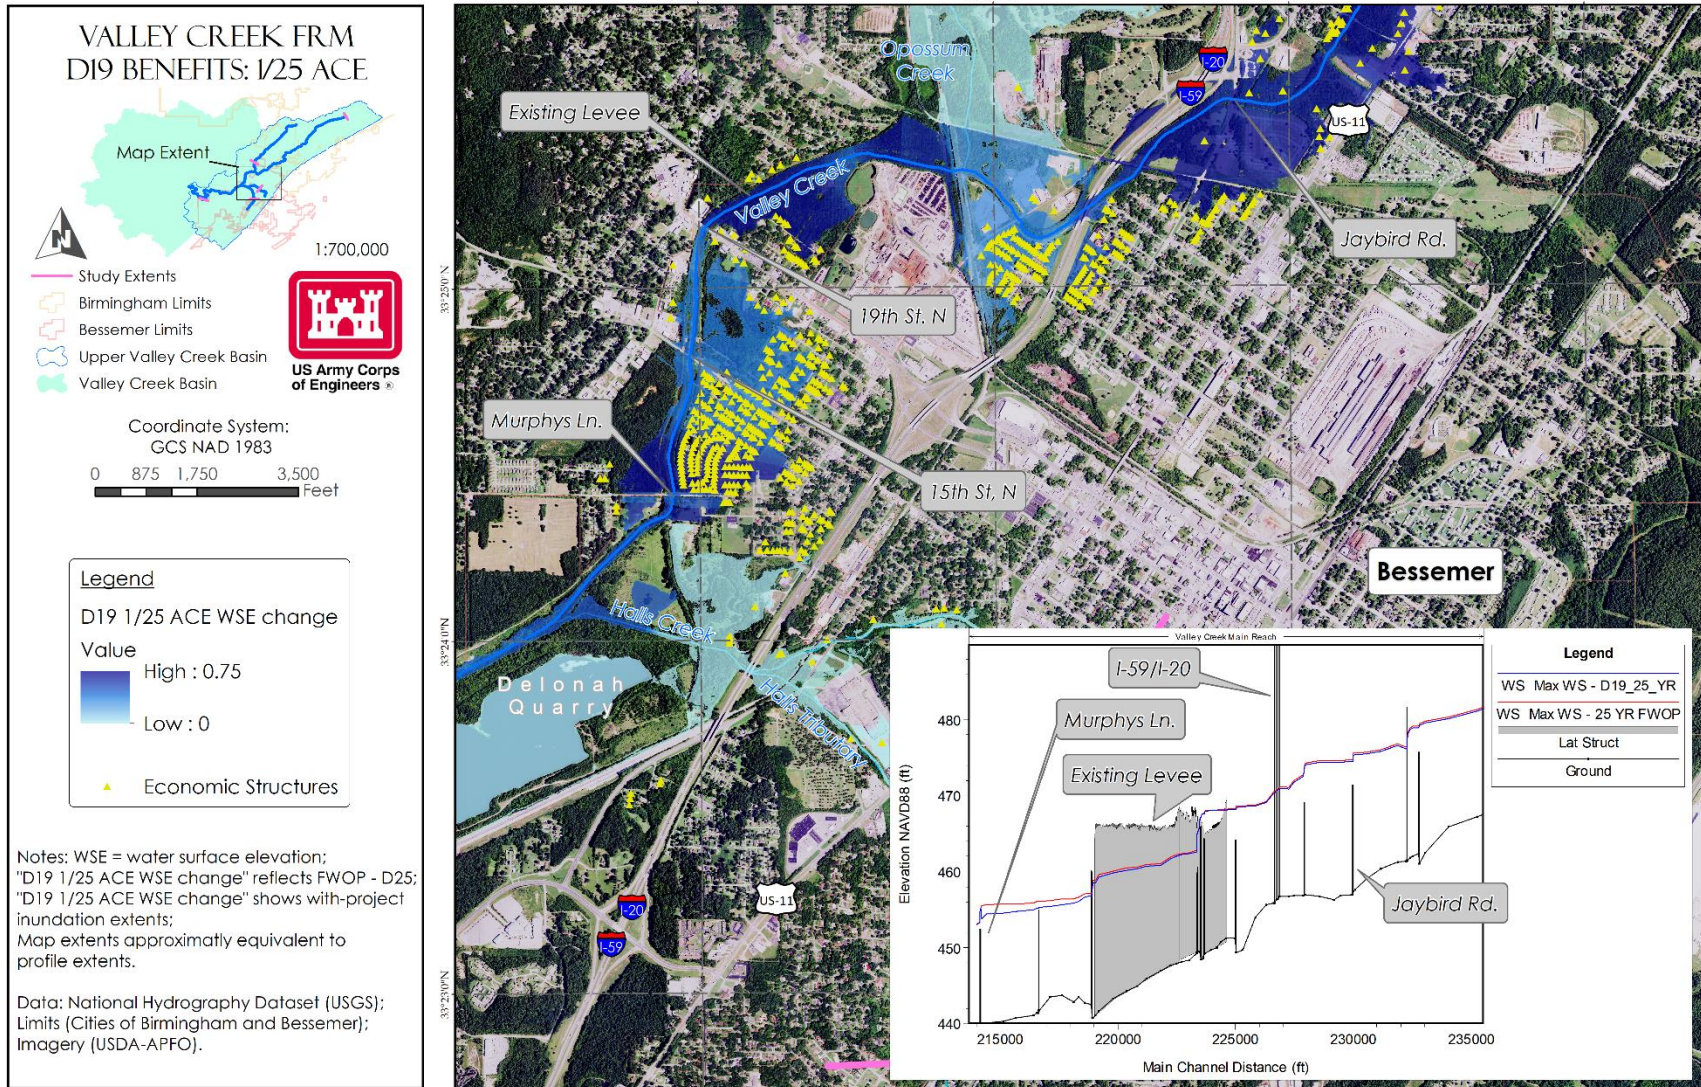 VALLEY CREEK FRM
D19 BENEFITS: 1/25 ACE
Map Extent
N
1:700,000
Study Extents
Birmingham Limits
Bessemer Limits
Upper Valley Creek Basin
Valley Creek Basin
US Army Corps
of Engineers ®
Coordinate System:
GCS NAD 1983
0 875 1,750 3,500
Feet
Legend
D19 1/25 ACE WSE change
Value
High : 0.75
Low : 0
Economic Structures
Notes: WSE = water surface elevation;
"D19 1/25 ACE WSE change" reflects FWOP - D25;
"D19 1/25 ACE WSE change" shows with-project
inundation extents;
Map extents approximatly equivalent to
profile extents.
Data: National Hydrography Dataset (USGS);
Limits (Cities of Birmingham and Bessemer);
Imagery (USDA-APFO).
Opossum
Creek
I-20
I-59
US-11
Existing Levee
Valley Creek
Jaybird Rd.
33°25'0"N
19th St. N
Murphys Ln.
15th St, N
Bessemer
33°24'0"N
Halls Creek
Delonah
Quarry
Halls Tributary
US-11
I-20
I-59
33°23'0"N
Valley Creek Main Reach
I-59/I-20
Murphys Ln.
Existing Levee
Jaybird Rd.
Legend
WS Max WS - D19_25_YR
WS Max WS - 25 YR FWOP
Lat Struct
Ground
Elevation NAVD88 (ft)
480
470
460
450
440
215000 220000 225000 230000 235000
Main Channel Distance (ft)